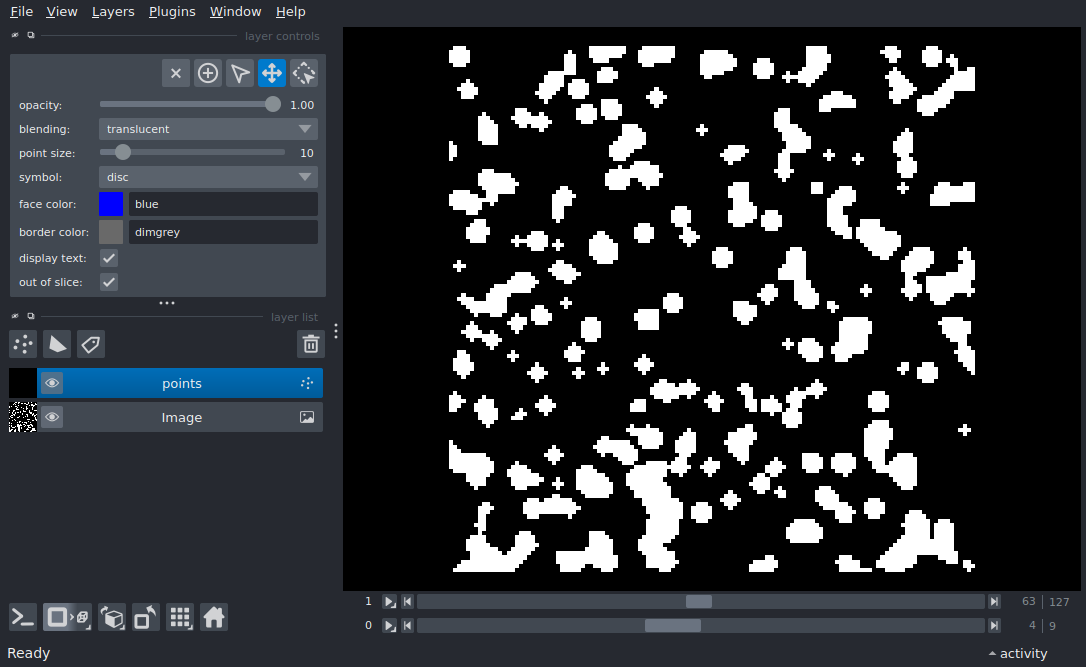 File View Layers Plugins Window Help
layer controls
opacity: 1.00
blending: translucent
point size: 10
symbol: disc
face color: blue
border color: dimgrey
display text:
out of slice:
layer list
points
Image
1 63 127
0 4 9
Ready activity